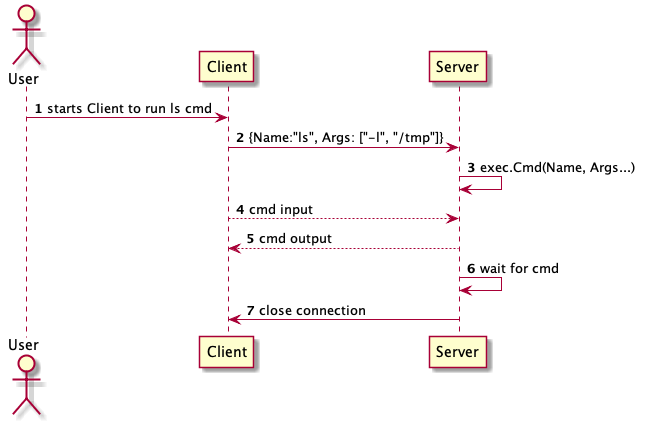 User
Client
Server
1 starts Client to run ls cmd
2 {Name:"ls", Args: ["-l", "/tmp"]}
3 exec.Cmd(Name, Args...)
4 cmd input
5 cmd output
6 wait for cmd
7 close connection
User
Client
Server